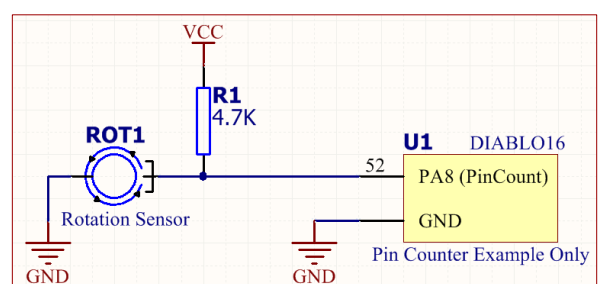 VCC
R1
4.7K
ROT1
U1 DIABLO16
52 PA8 (PinCount)
Rotation Sensor
GND
Pin Counter Example Only
GND GND